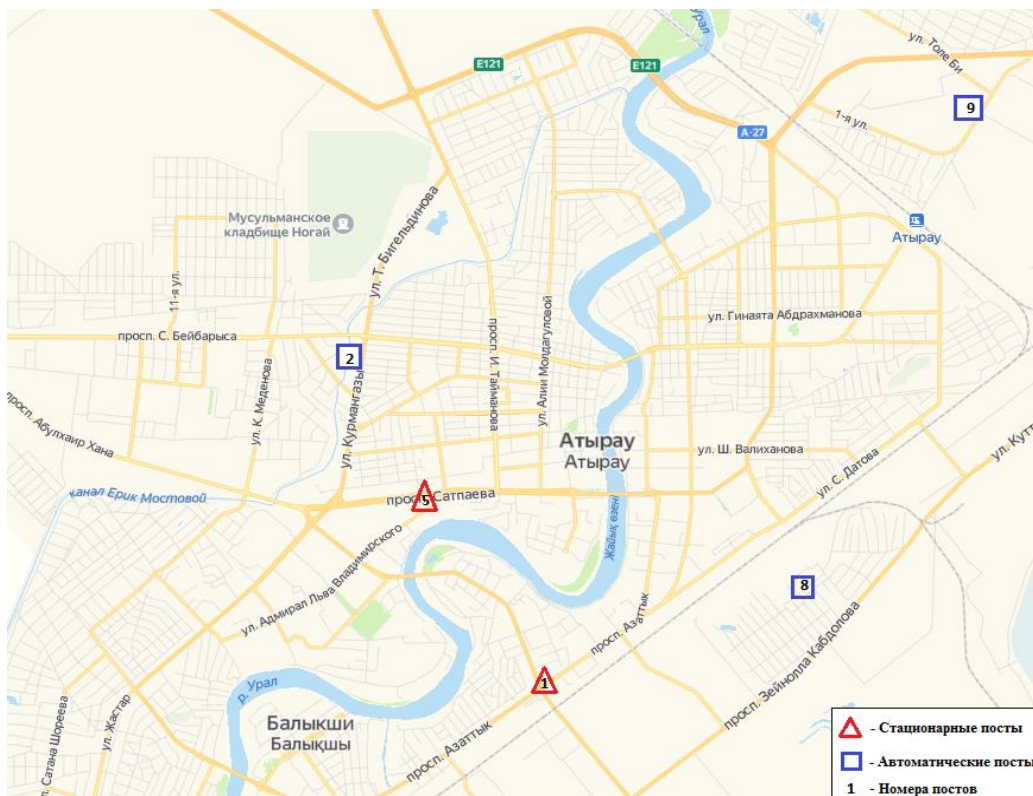 Урал
E121
E121
ул. Толе Би
9
1-я ул.
А-27
ул. Т. Бигельдинова
Мусульманское
кладбище Ногай
Атырау
11-я ул.
просп. С. Бейбарыса
просп. И. Тайманова
ул. Алии Молдагуловой
ул. Гинаята Абдрахманова
2
ул. К. Меденова
ул. Курмангазы
просп. Абулхаир Хана
Атырау
Атырау
ул. Ш. Валиханова
ул. С. Датова
ул. Кутт
канал Ерик Мостовой
просп. Сатпаева
5
Жайық өзені
ул. Адмирал Льва Владимирского
8
просп. Азаттык
просп. Зейнолла Кабдолова
1
р. Урал
Балыкши
Балықшы
просп. Азаттык
ул. Жастар
ул. Сатана Шореева
- Стационарные посты
- Автоматические посты
1 - Номера постов